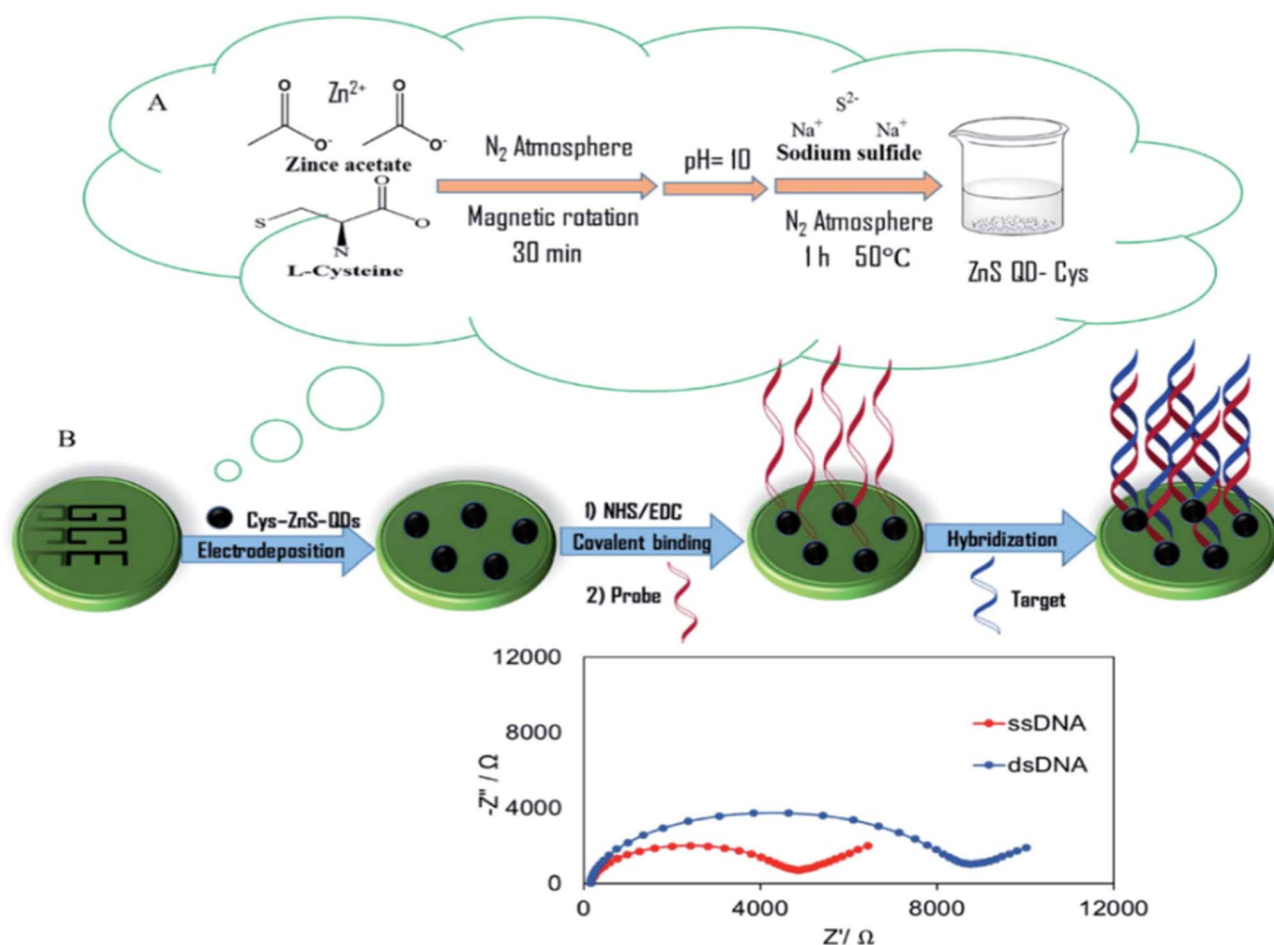 A
O
Zn²⁺
O
O⁻
O⁻
Zince acetate
O
S
O
N
L-Cysteine
N₂ Atmosphere
Magnetic rotation
30 min
pH= 10
S²⁻
Na⁺ Na⁺
Sodium sulfide
N₂ Atmosphere
1 h 50°C
ZnS QD- Cys
B
GCE
Cys-ZnS-QDs
Electrodeposition
1) NHS/EDC
Covalent binding
2) Probe
Hybridization
Target
12000
8000
4000
0
-Z″/ Ω
ssDNA
dsDNA
0 4000 8000 12000
Z′/ Ω